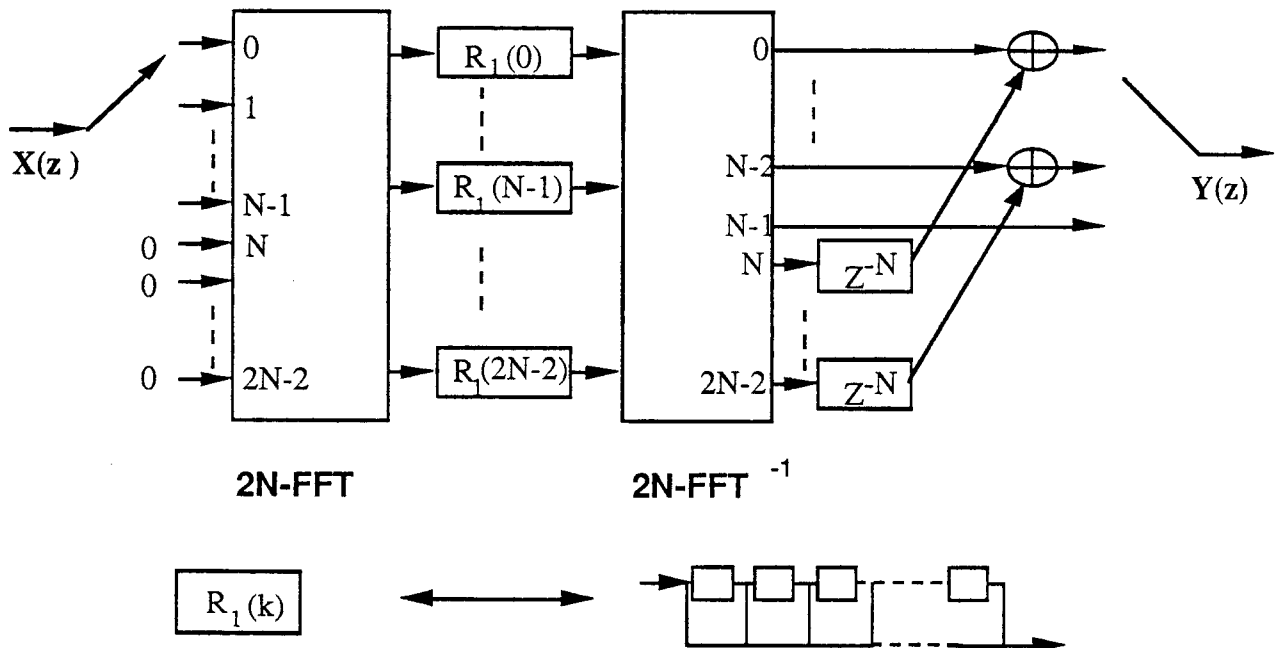 X(z)
0
1
N-1
0 N
0
0 2N-2
R₁(0)
R₁(N-1)
R₁(2N-2)
0
N-2
N-1
N Z⁻ᴺ
2N-2 Z⁻ᴺ
Y(z)
2N-FFT
2N-FFT⁻¹
R₁(k)